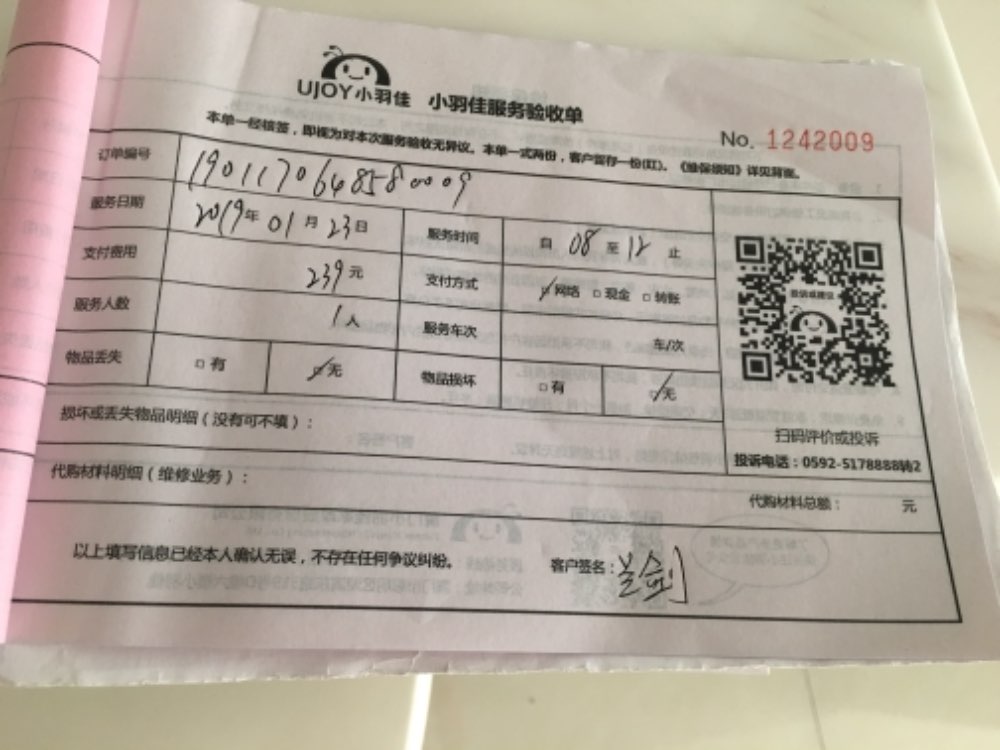 UJOY小羽佳 小羽佳服务验收单
No. 1242009
本单一经核签，即视为对本次服务验收无异议。本单一式两份，客户留存一份(红)。《维保须知》详见背面。
订单编号 1901170648580009
服务日期 2019年01月23日 服务时间 自 08 至 12 止
支付费用 239元 支付方式 ☑网络 □现金 □转账
服务人数 1人 服务车次 车/次
物品丢失 □有 ☑无 物品损坏 □有 ☑无
投诉或建议
扫码评价或投诉
投诉电话：0592-5178888转2
损坏或丢失物品明细（没有可不填）：
代购材料明细（维修业务）：
代购材料总额： 元
以上填写信息已经本人确认无误，不存在任何争议纠纷。 客户签名：